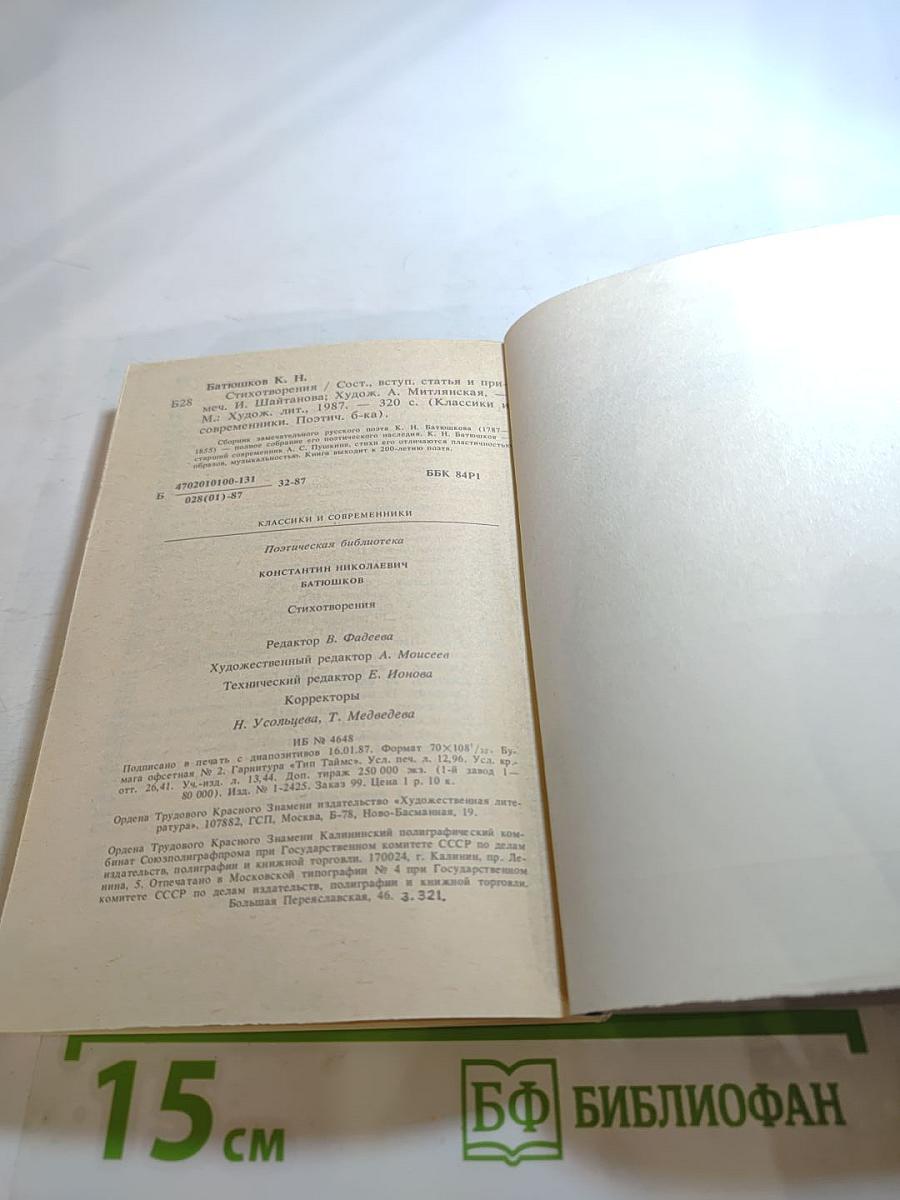 Батюшков К. Н.
Б28
Стихотворения / Сост., вступ. статья и при-
меч. И. Шайтанова; Худож. А. Митлянская. —
М.: Худож. лит., 1987. — 320 с. (Классики и
современники. Поэтич. б-ка).
Сборник замечательного русского поэта К. Н. Батюшкова (1787—
1855) — полное собрание его поэтического наследия. К. Н. Батюшков —
старший современник А. С. Пушкина, стихи его отличаются пластичностью
образов, музыкальностью. Книга выходит к 200-летию поэта.
Б 4702010100-131 32-87
028(01)-87
ББК 84Р1
КЛАССИКИ И СОВРЕМЕННИКИ
Поэтическая библиотека
КОНСТАНТИН НИКОЛАЕВИЧ
БАТЮШКОВ
Стихотворения
Редактор В. Фадеева
Художественный редактор А. Моисеев
Технический редактор Е. Ионова
Корректоры
Н. Усольцева, Т. Медведева
ИБ № 4648
Подписано в печать с диапозитивов 16.01.87. Формат 70×108¹/₃₂. Бу-
мага офсетная № 2. Гарнитура «Тип Таймс». Усл. печ. л. 12,96. Усл. кр.-
отт. 26,41. Уч.-изд. л. 13,44. Доп. тираж 250 000 экз. (1-й завод 1—
80 000). Изд. № 1-2425. Заказ 99. Цена 1 р. 10 к.
Ордена Трудового Красного Знамени издательство «Художественная лите-
ратура», 107882, ГСП, Москва, Б-78, Ново-Басманная, 19.
Ордена Трудового Красного Знамени Калининский полиграфический ком-
бинат Союзполиграфпрома при Государственном комитете СССР по делам
издательств, полиграфии и книжной торговли. 170024, г. Калинин, пр. Ле-
нина, 5. Отпечатано в Московской типографии № 4 при Государственном
комитете СССР по делам издательств, полиграфии и книжной торговли.
Большая Переяславская, 46. З. 321.
15 см
БФ БИБЛИОФАН